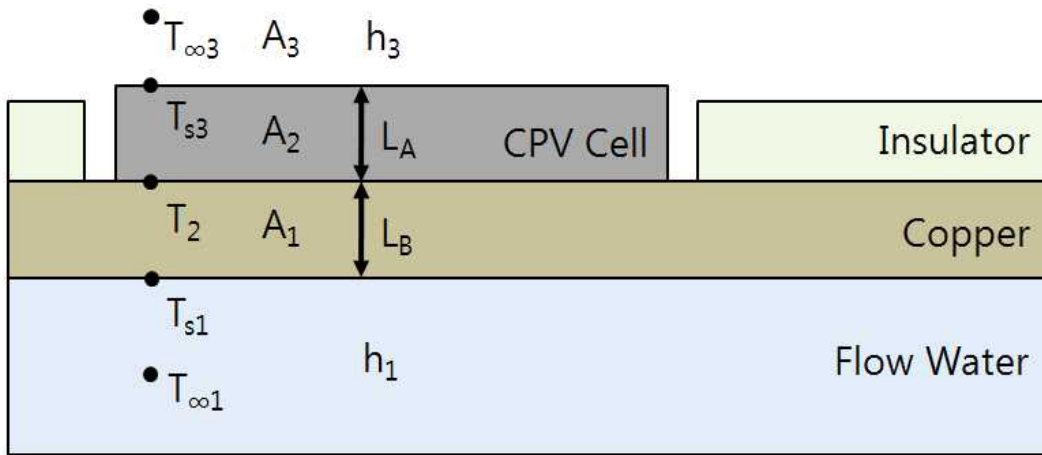 T∞3 A3 h3
Ts3 A2 LA CPV Cell Insulator
T2 A1 LB Copper
Ts1
h1 Flow Water
T∞1